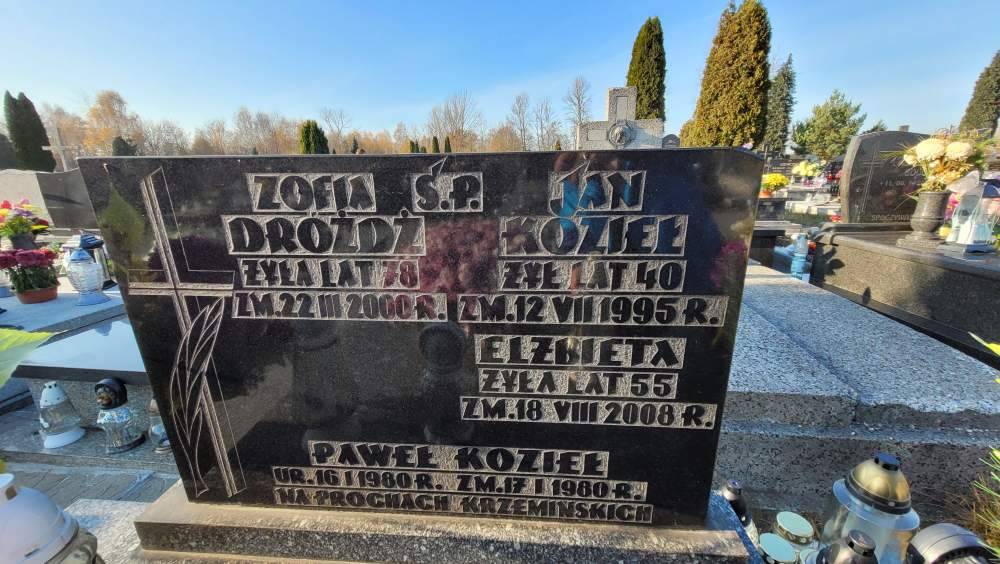 Ś.P.
ZOFIA
DROŻDŻ
ŻYŁA LAT 78
ZM. 22 III 2000 R.
JAN
KOZIEŁ
ŻYŁ LAT 40
ZM. 12 VII 1995 R.
ELŻBIETA
ŻYŁA LAT 55
ZM. 18 VIII 2008 R.
PAWEŁ KOZIEŁ
UR. 16 I 1980 R. ZM. 17 I 1980 R.
NA PROCHACH KRZEMIŃSKICH